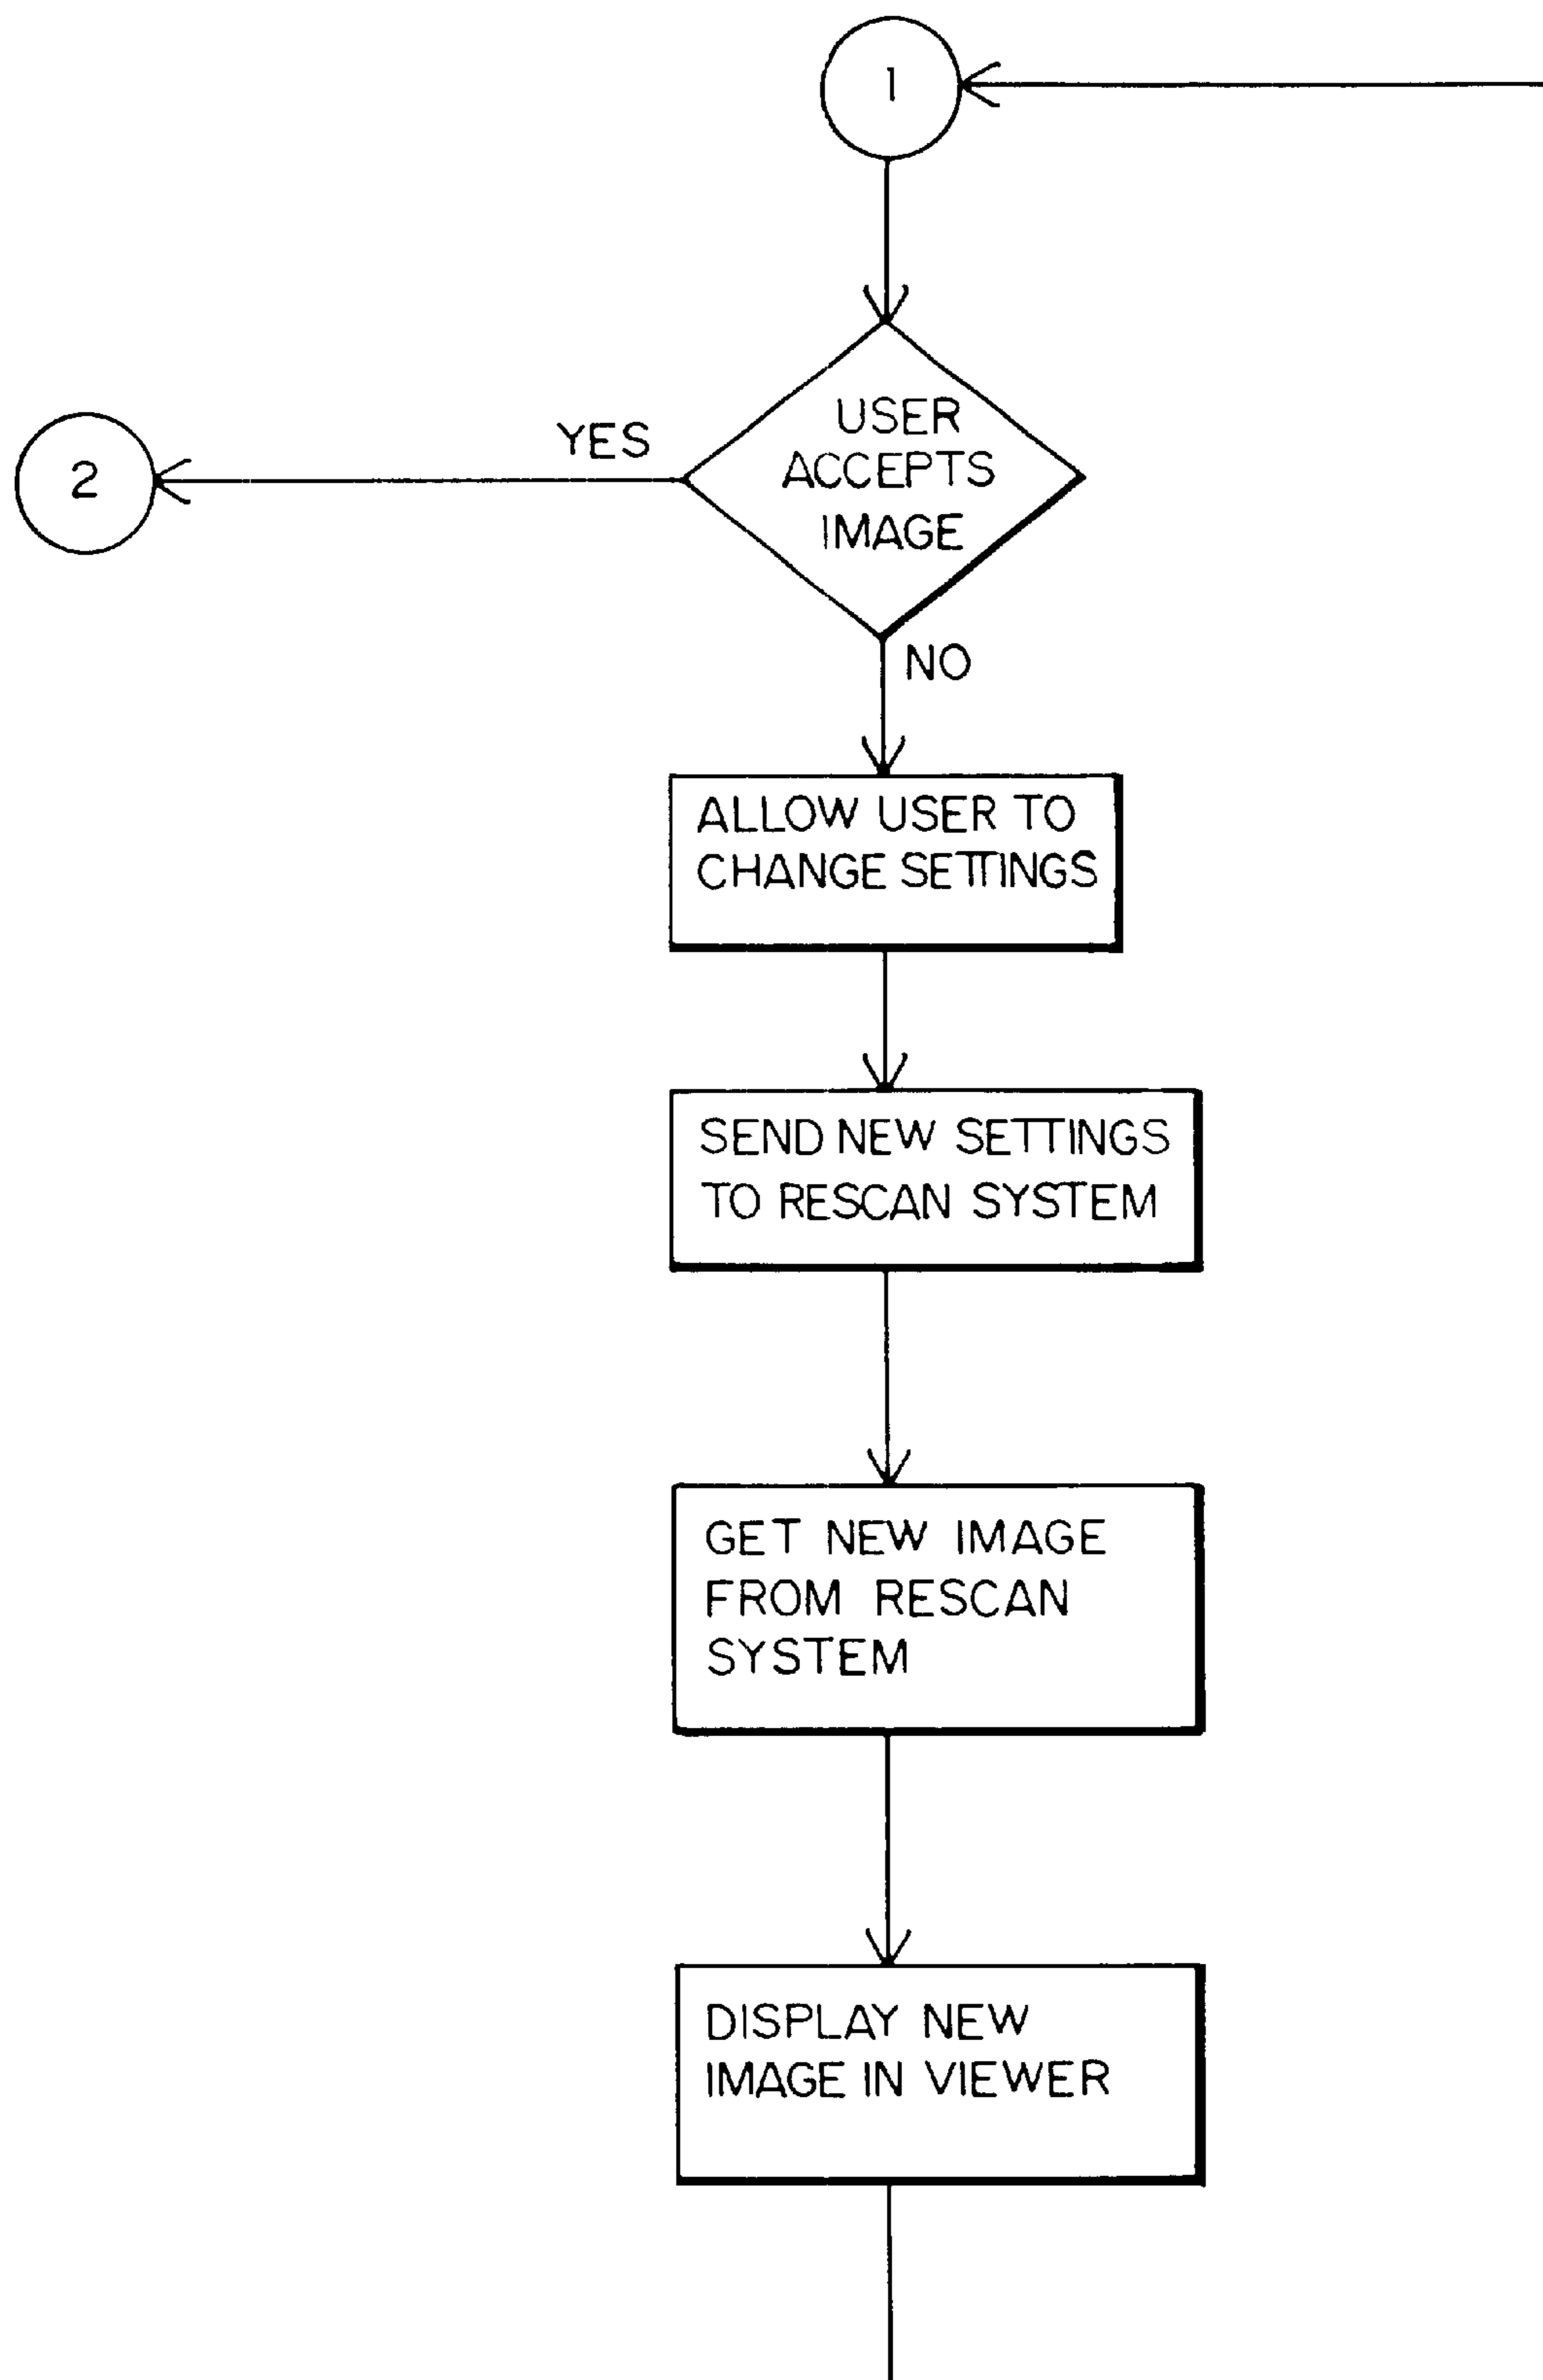 1
USER
ACCEPTS
IMAGE
YES
2
NO
ALLOW USER TO
CHANGE SETTINGS
SEND NEW SETTINGS
TO RESCAN SYSTEM
GET NEW IMAGE
FROM RESCAN
SYSTEM
DISPLAY NEW
IMAGE IN VIEWER